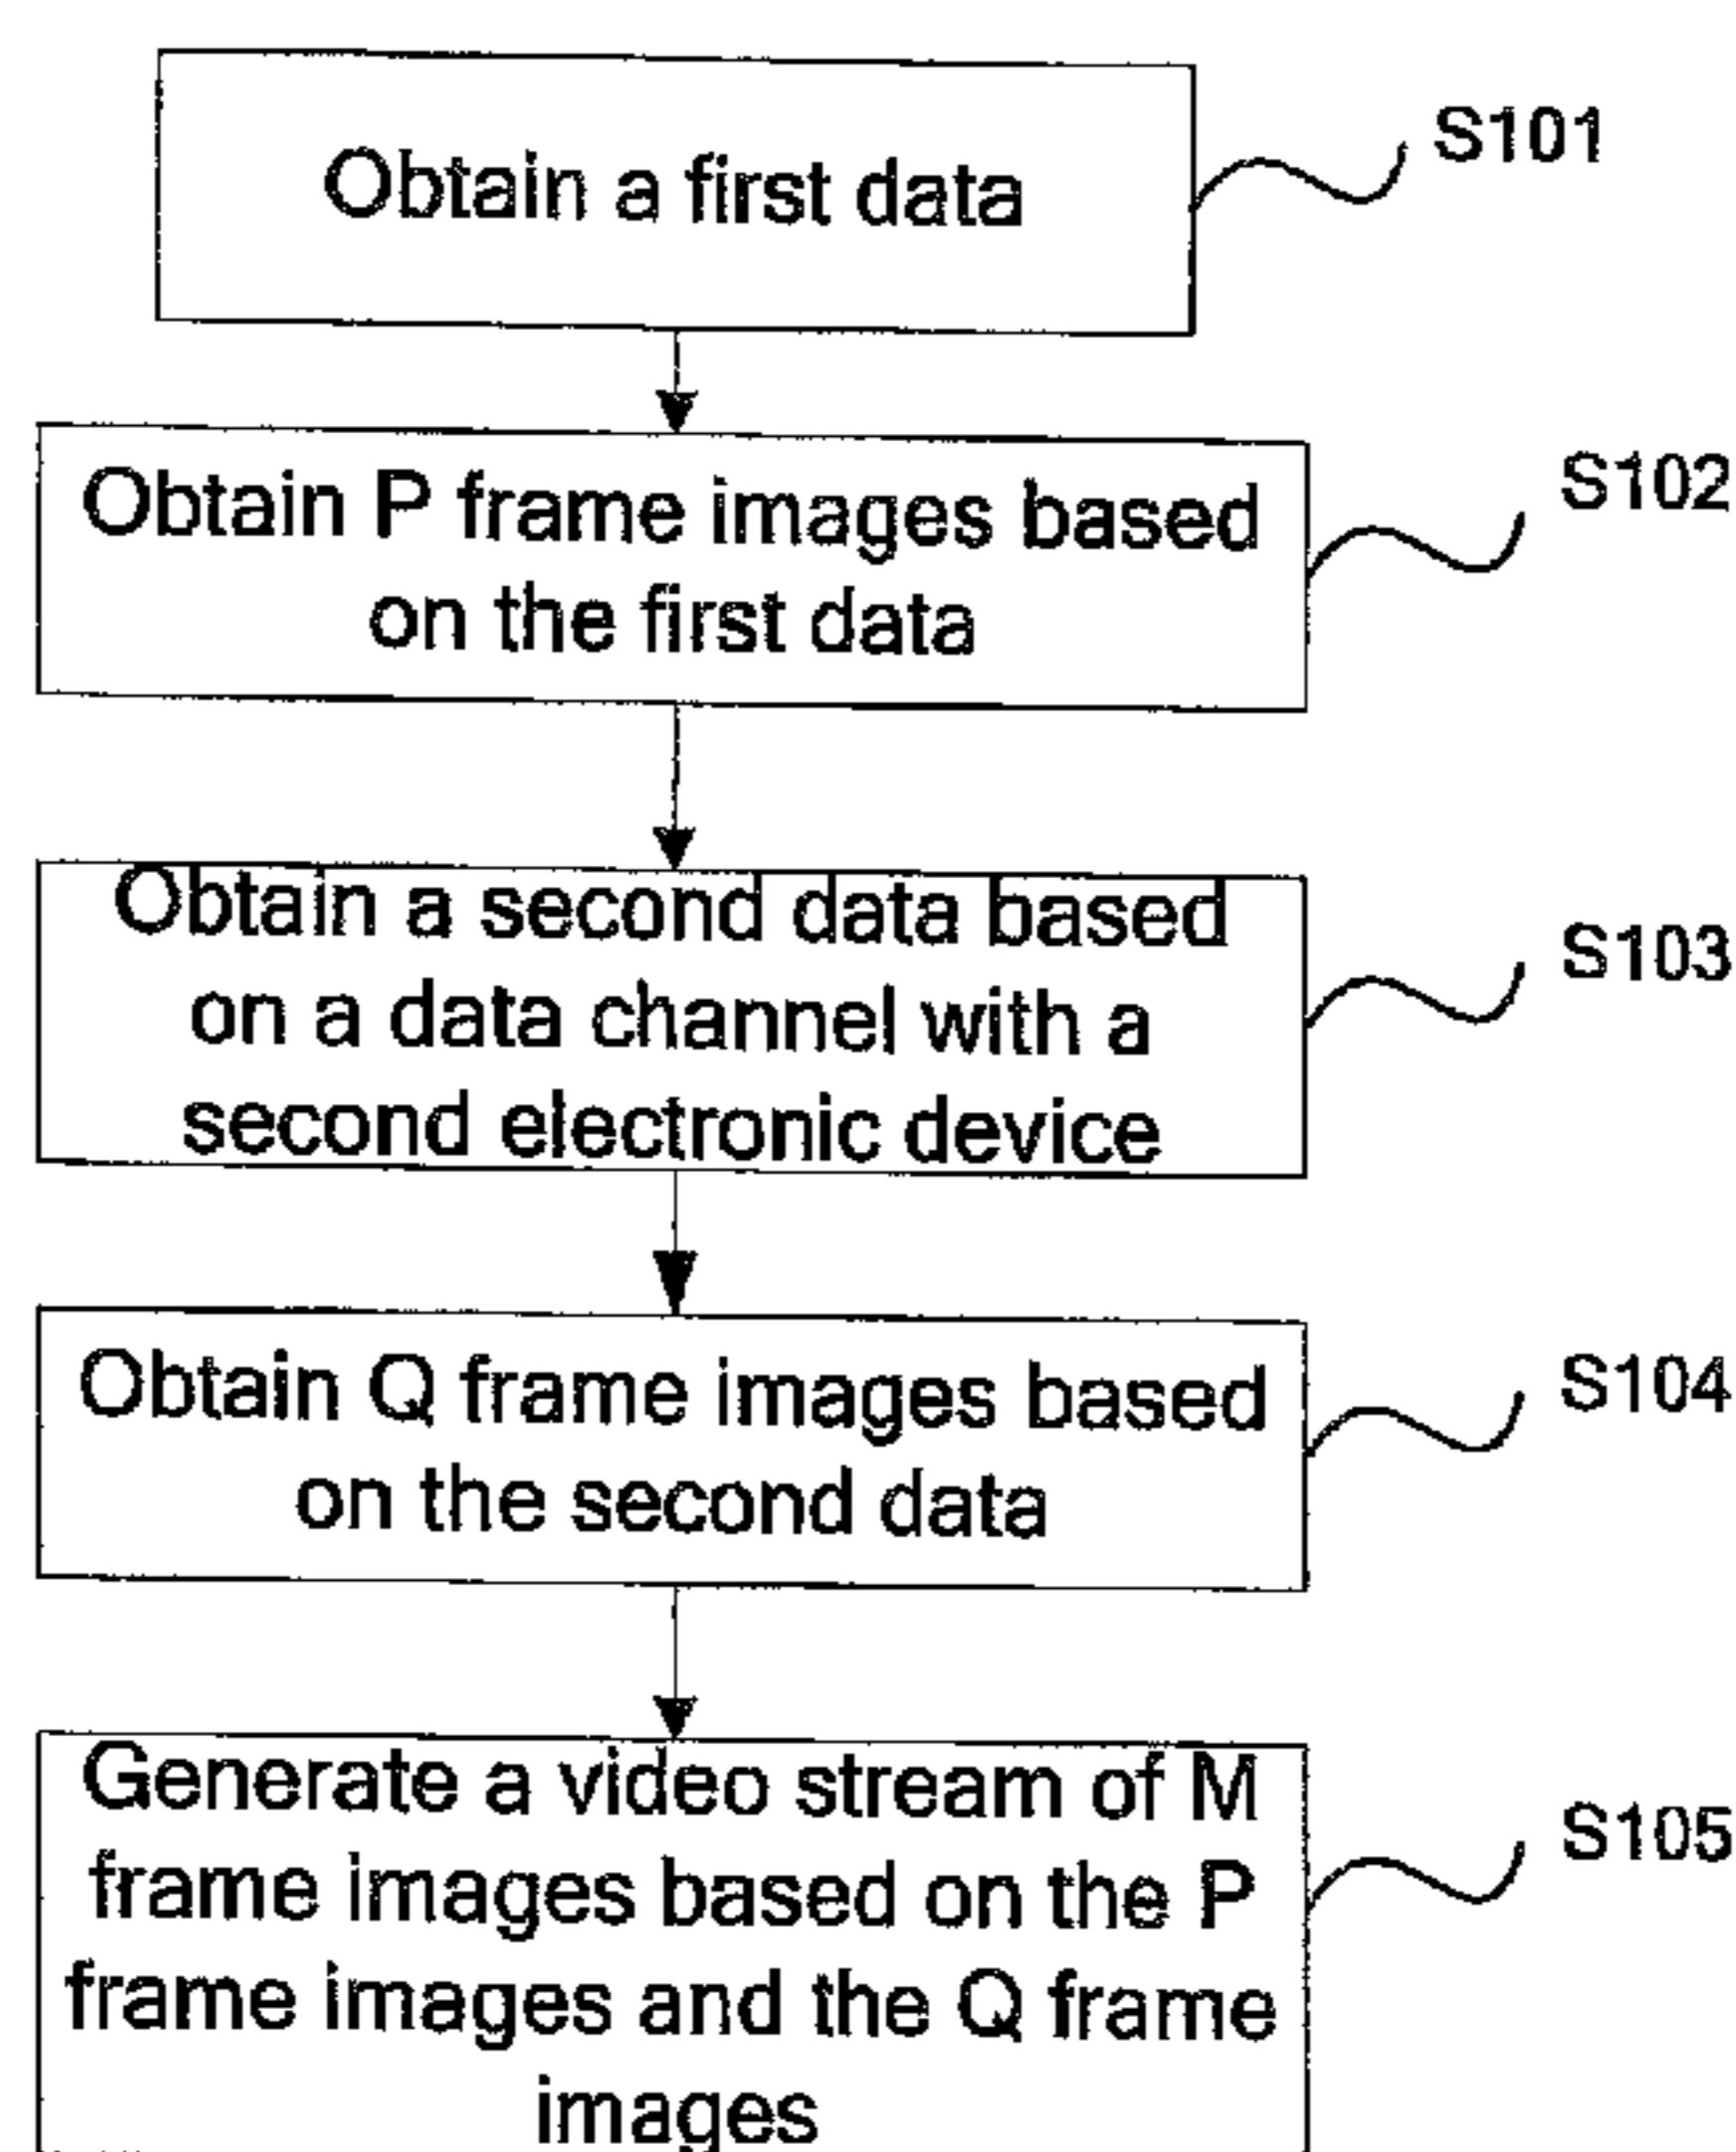 Obtain a first data
S101
Obtain P frame images based
on the first data
S102
Obtain a second data based
on a data channel with a
second electronic device
S103
Obtain Q frame images based
on the second data
S104
Generate a video stream of M
frame images based on the P
frame images and the Q frame
images
S105